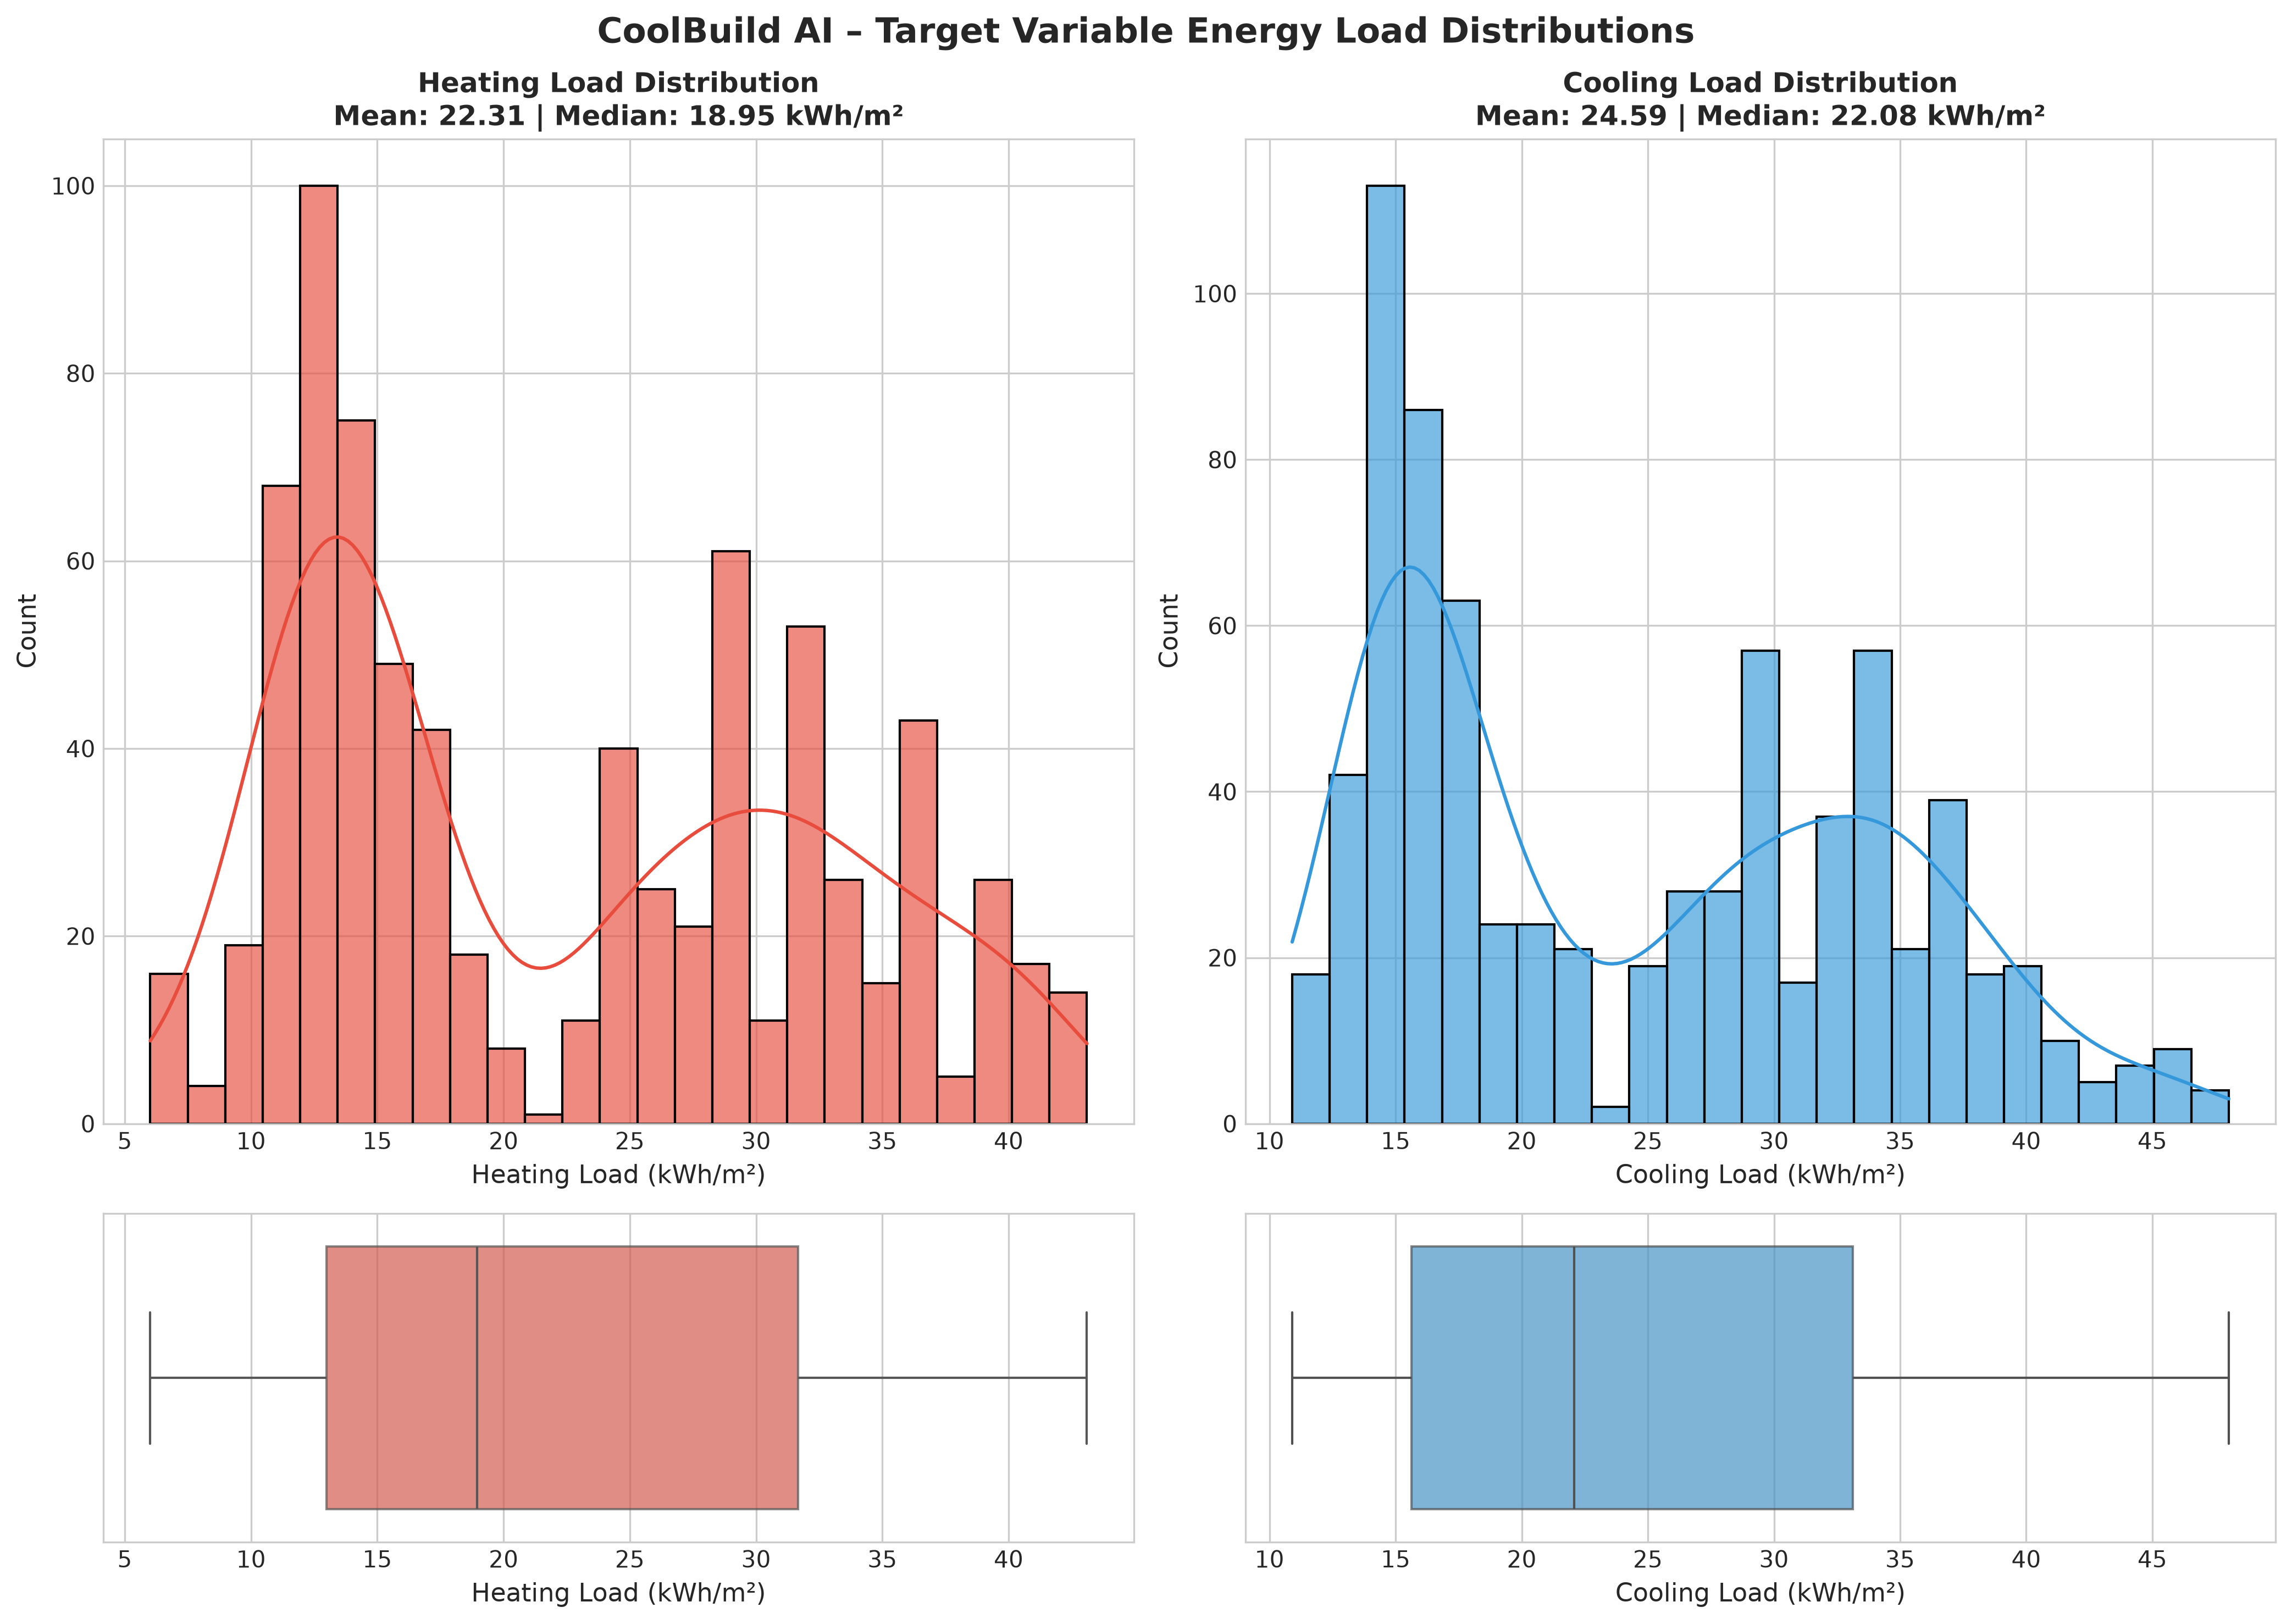 CoolBuild AI – Target Variable Energy Load Distributions
Heating Load Distribution
Mean: 22.31 | Median: 18.95 kWh/m²
Count
100
80
60
40
20
0
5 10 15 20 25 30 35 40
Heating Load (kWh/m²)
Cooling Load Distribution
Mean: 24.59 | Median: 22.08 kWh/m²
Count
100
80
60
40
20
0
10 15 20 25 30 35 40 45
Cooling Load (kWh/m²)
5 10 15 20 25 30 35 40
Heating Load (kWh/m²)
10 15 20 25 30 35 40 45
Cooling Load (kWh/m²)